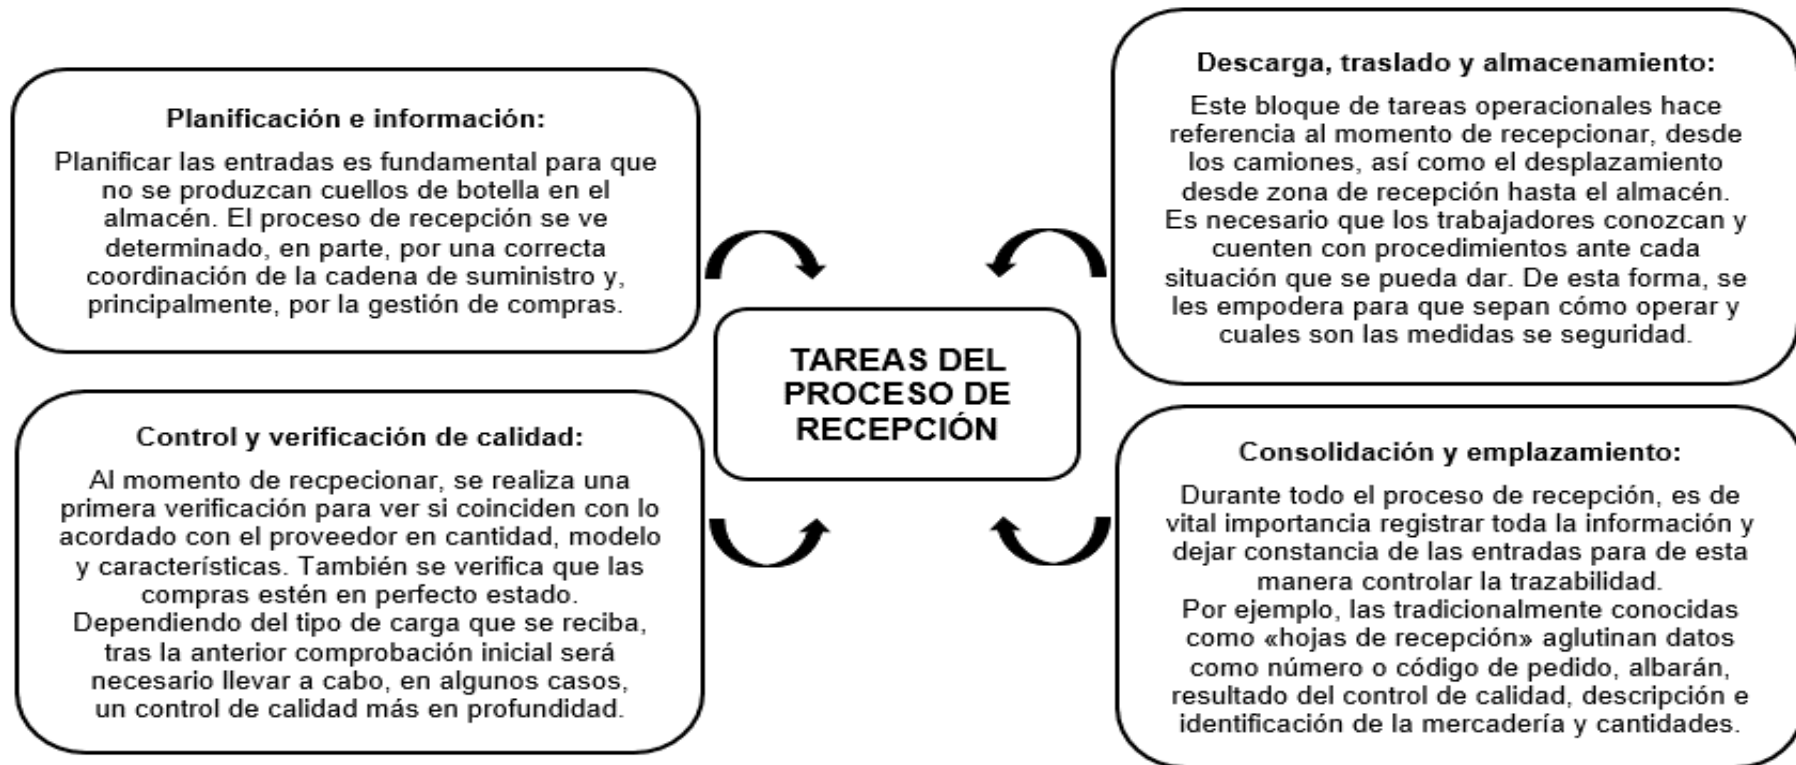 Planificación e información:
Planificar las entradas es fundamental para que
no se produzcan cuellos de botella en el
almacén. El proceso de recepción se ve
determinado, en parte, por una correcta
coordinación de la cadena de suministro y,
principalmente, por la gestión de compras.
Descarga, traslado y almacenamiento:
Este bloque de tareas operacionales hace
referencia al momento de recepcionar, desde
los camiones, así como el desplazamiento
desde zona de recepción hasta el almacén.
Es necesario que los trabajadores conozcan y
cuenten con procedimientos ante cada
situación que se pueda dar. De esta forma, se
les empodera para que sepan cómo operar y
cuales son las medidas se seguridad.
TAREAS DEL
PROCESO DE
RECEPCIÓN
Control y verificación de calidad:
Al momento de recpecionar, se realiza una
primera verificación para ver si coinciden con lo
acordado con el proveedor en cantidad, modelo
y características. También se verifica que las
compras estén en perfecto estado.
Dependiendo del tipo de carga que se reciba,
tras la anterior comprobación inicial será
necesario llevar a cabo, en algunos casos,
un control de calidad más en profundidad.
Consolidación y emplazamiento:
Durante todo el proceso de recepción, es de
vital importancia registrar toda la información y
dejar constancia de las entradas para de esta
manera controlar la trazabilidad.
Por ejemplo, las tradicionalmente conocidas
como «hojas de recepción» aglutinan datos
como número o código de pedido, albarán,
resultado del control de calidad, descripción e
identificación de la mercadería y cantidades.